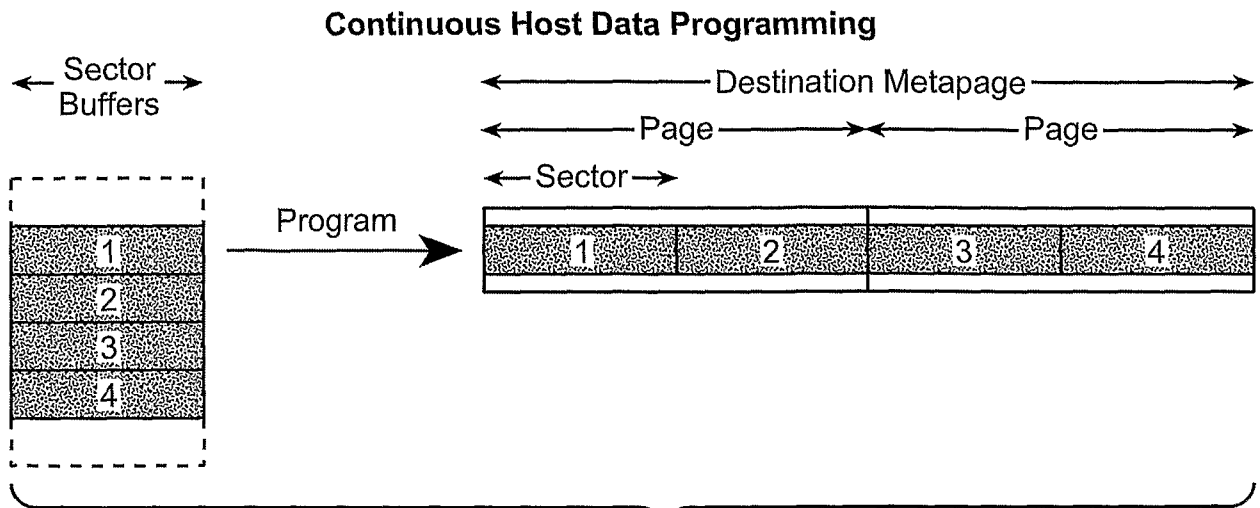 Continuous Host Data Programming
Sector
Buffers
Destination Metapage
Page
Page
Sector
Program
1
2
3
4
1
2
3
4